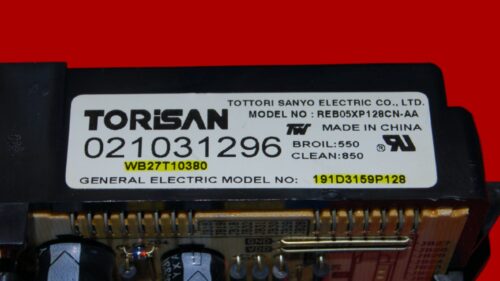 TOTTORI SANYO ELECTRIC CO., LTD.
TORiSAN
MODEL NO : REB05XP128CN-AA
MADE IN CHINA
021031296
BROIL:550
CLEAN:850
WB27T10380
GENERAL ELECTRIC MODEL NO: 191D3159P128
GND